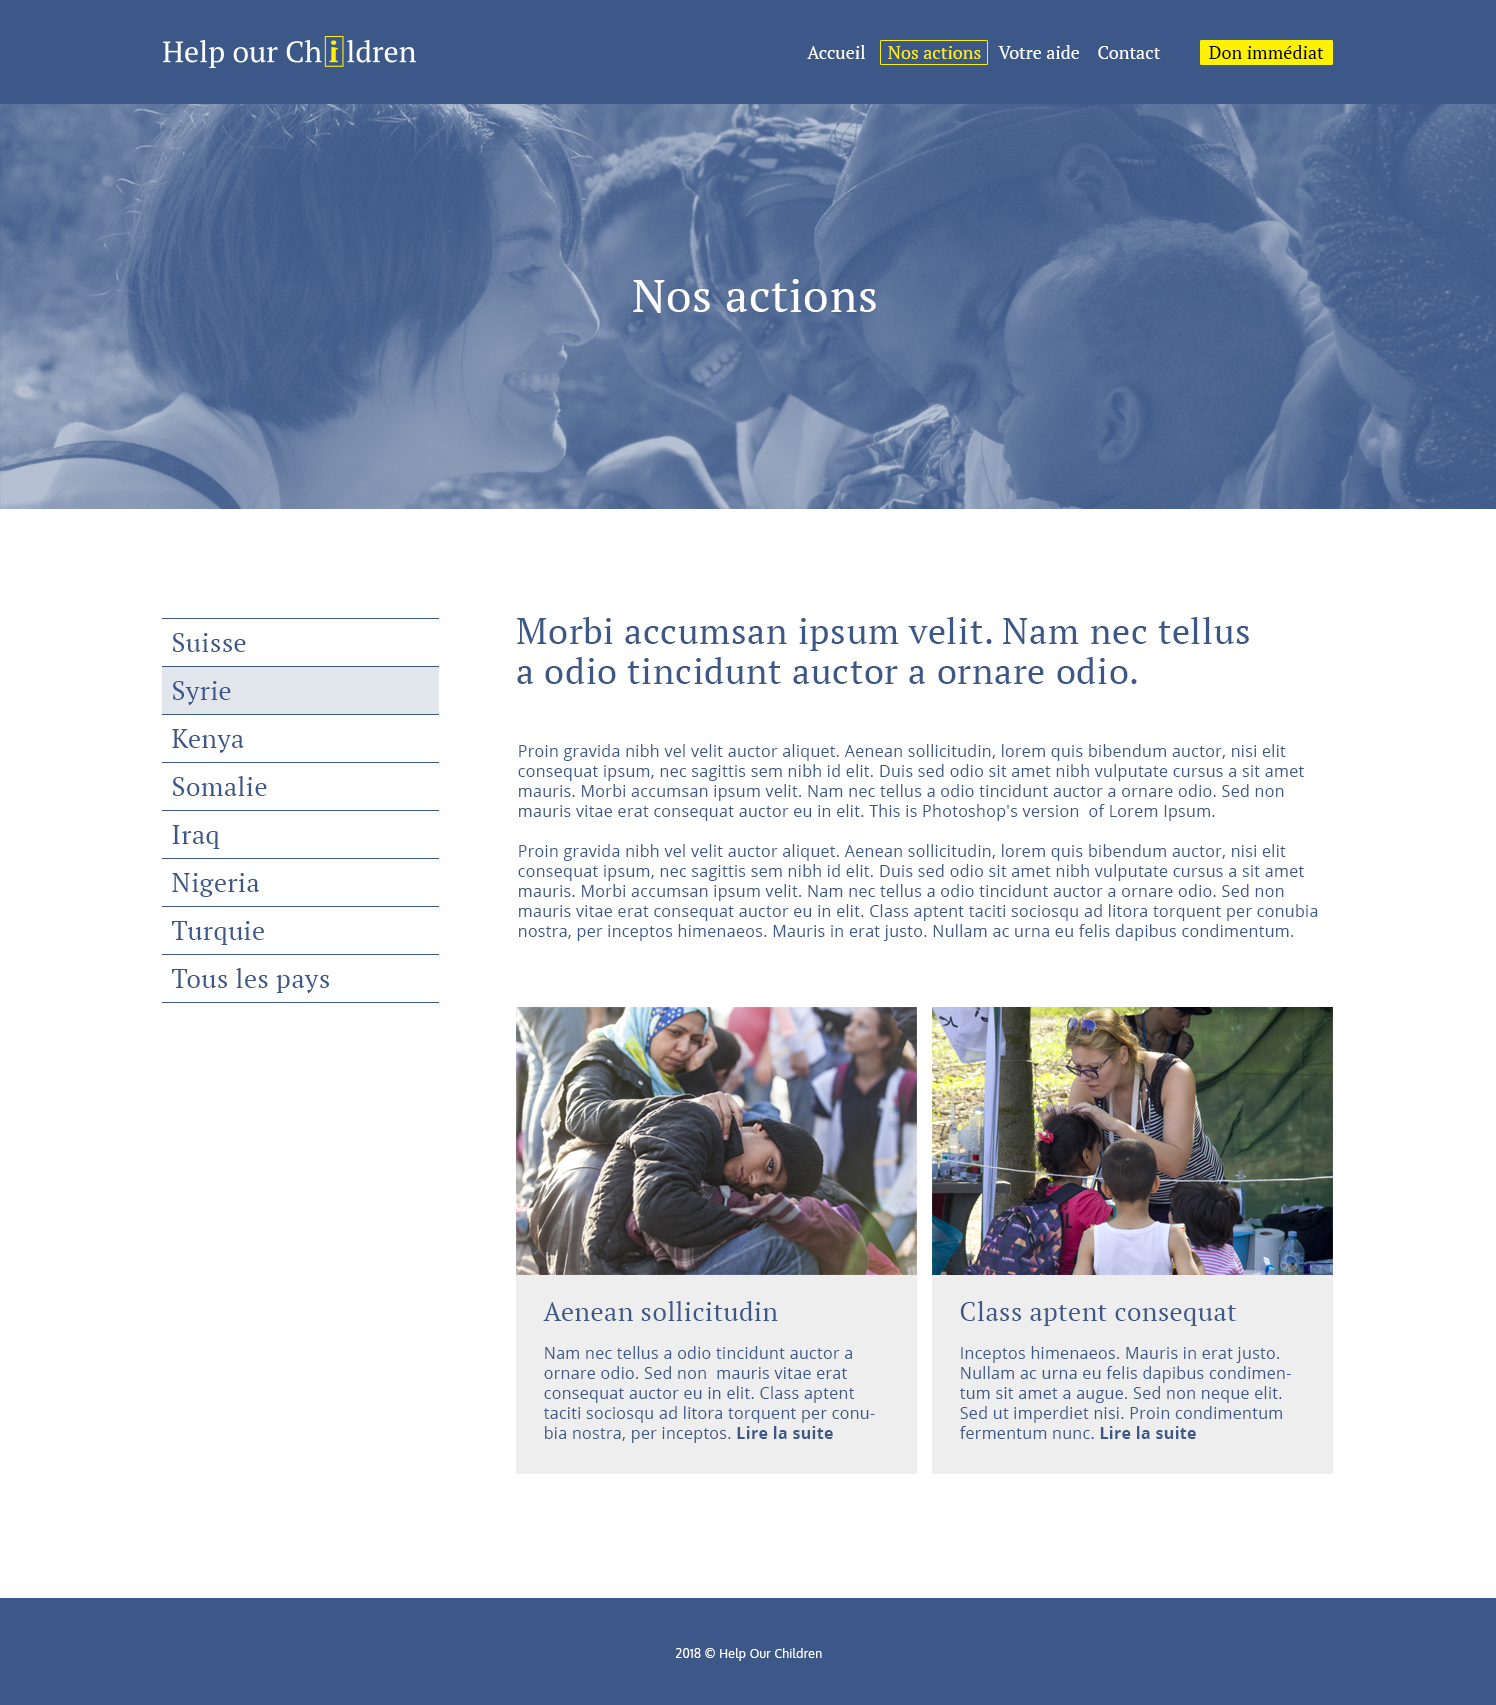 Help our Children
Accueil
Nos actions
Votre aide
Contact
Don immédiat
Nos actions
Suisse
Syrie
Kenya
Somalie
Iraq
Nigeria
Turquie
Tous les pays
Morbi accumsan ipsum velit. Nam nec tellus
a odio tincidunt auctor a ornare odio.
Proin gravida nibh vel velit auctor aliquet. Aenean sollicitudin, lorem quis bibendum auctor, nisi elit
consequat ipsum, nec sagittis sem nibh id elit. Duis sed odio sit amet nibh vulputate cursus a sit amet
mauris. Morbi accumsan ipsum velit. Nam nec tellus a odio tincidunt auctor a ornare odio. Sed non
mauris vitae erat consequat auctor eu in elit. This is Photoshop's version  of Lorem Ipsum.
Proin gravida nibh vel velit auctor aliquet. Aenean sollicitudin, lorem quis bibendum auctor, nisi elit
consequat ipsum, nec sagittis sem nibh id elit. Duis sed odio sit amet nibh vulputate cursus a sit amet
mauris. Morbi accumsan ipsum velit. Nam nec tellus a odio tincidunt auctor a ornare odio. Sed non
mauris vitae erat consequat auctor eu in elit. Class aptent taciti sociosqu ad litora torquent per conubia
nostra, per inceptos himenaeos. Mauris in erat justo. Nullam ac urna eu felis dapibus condimentum.
Aenean sollicitudin
Nam nec tellus a odio tincidunt auctor a
ornare odio. Sed non  mauris vitae erat
consequat auctor eu in elit. Class aptent
taciti sociosqu ad litora torquent per conu-
bia nostra, per inceptos. Lire la suite
Class aptent consequat
Inceptos himenaeos. Mauris in erat justo.
Nullam ac urna eu felis dapibus condimen-
tum sit amet a augue. Sed non neque elit.
Sed ut imperdiet nisi. Proin condimentum
fermentum nunc. Lire la suite
2018 © Help Our Children